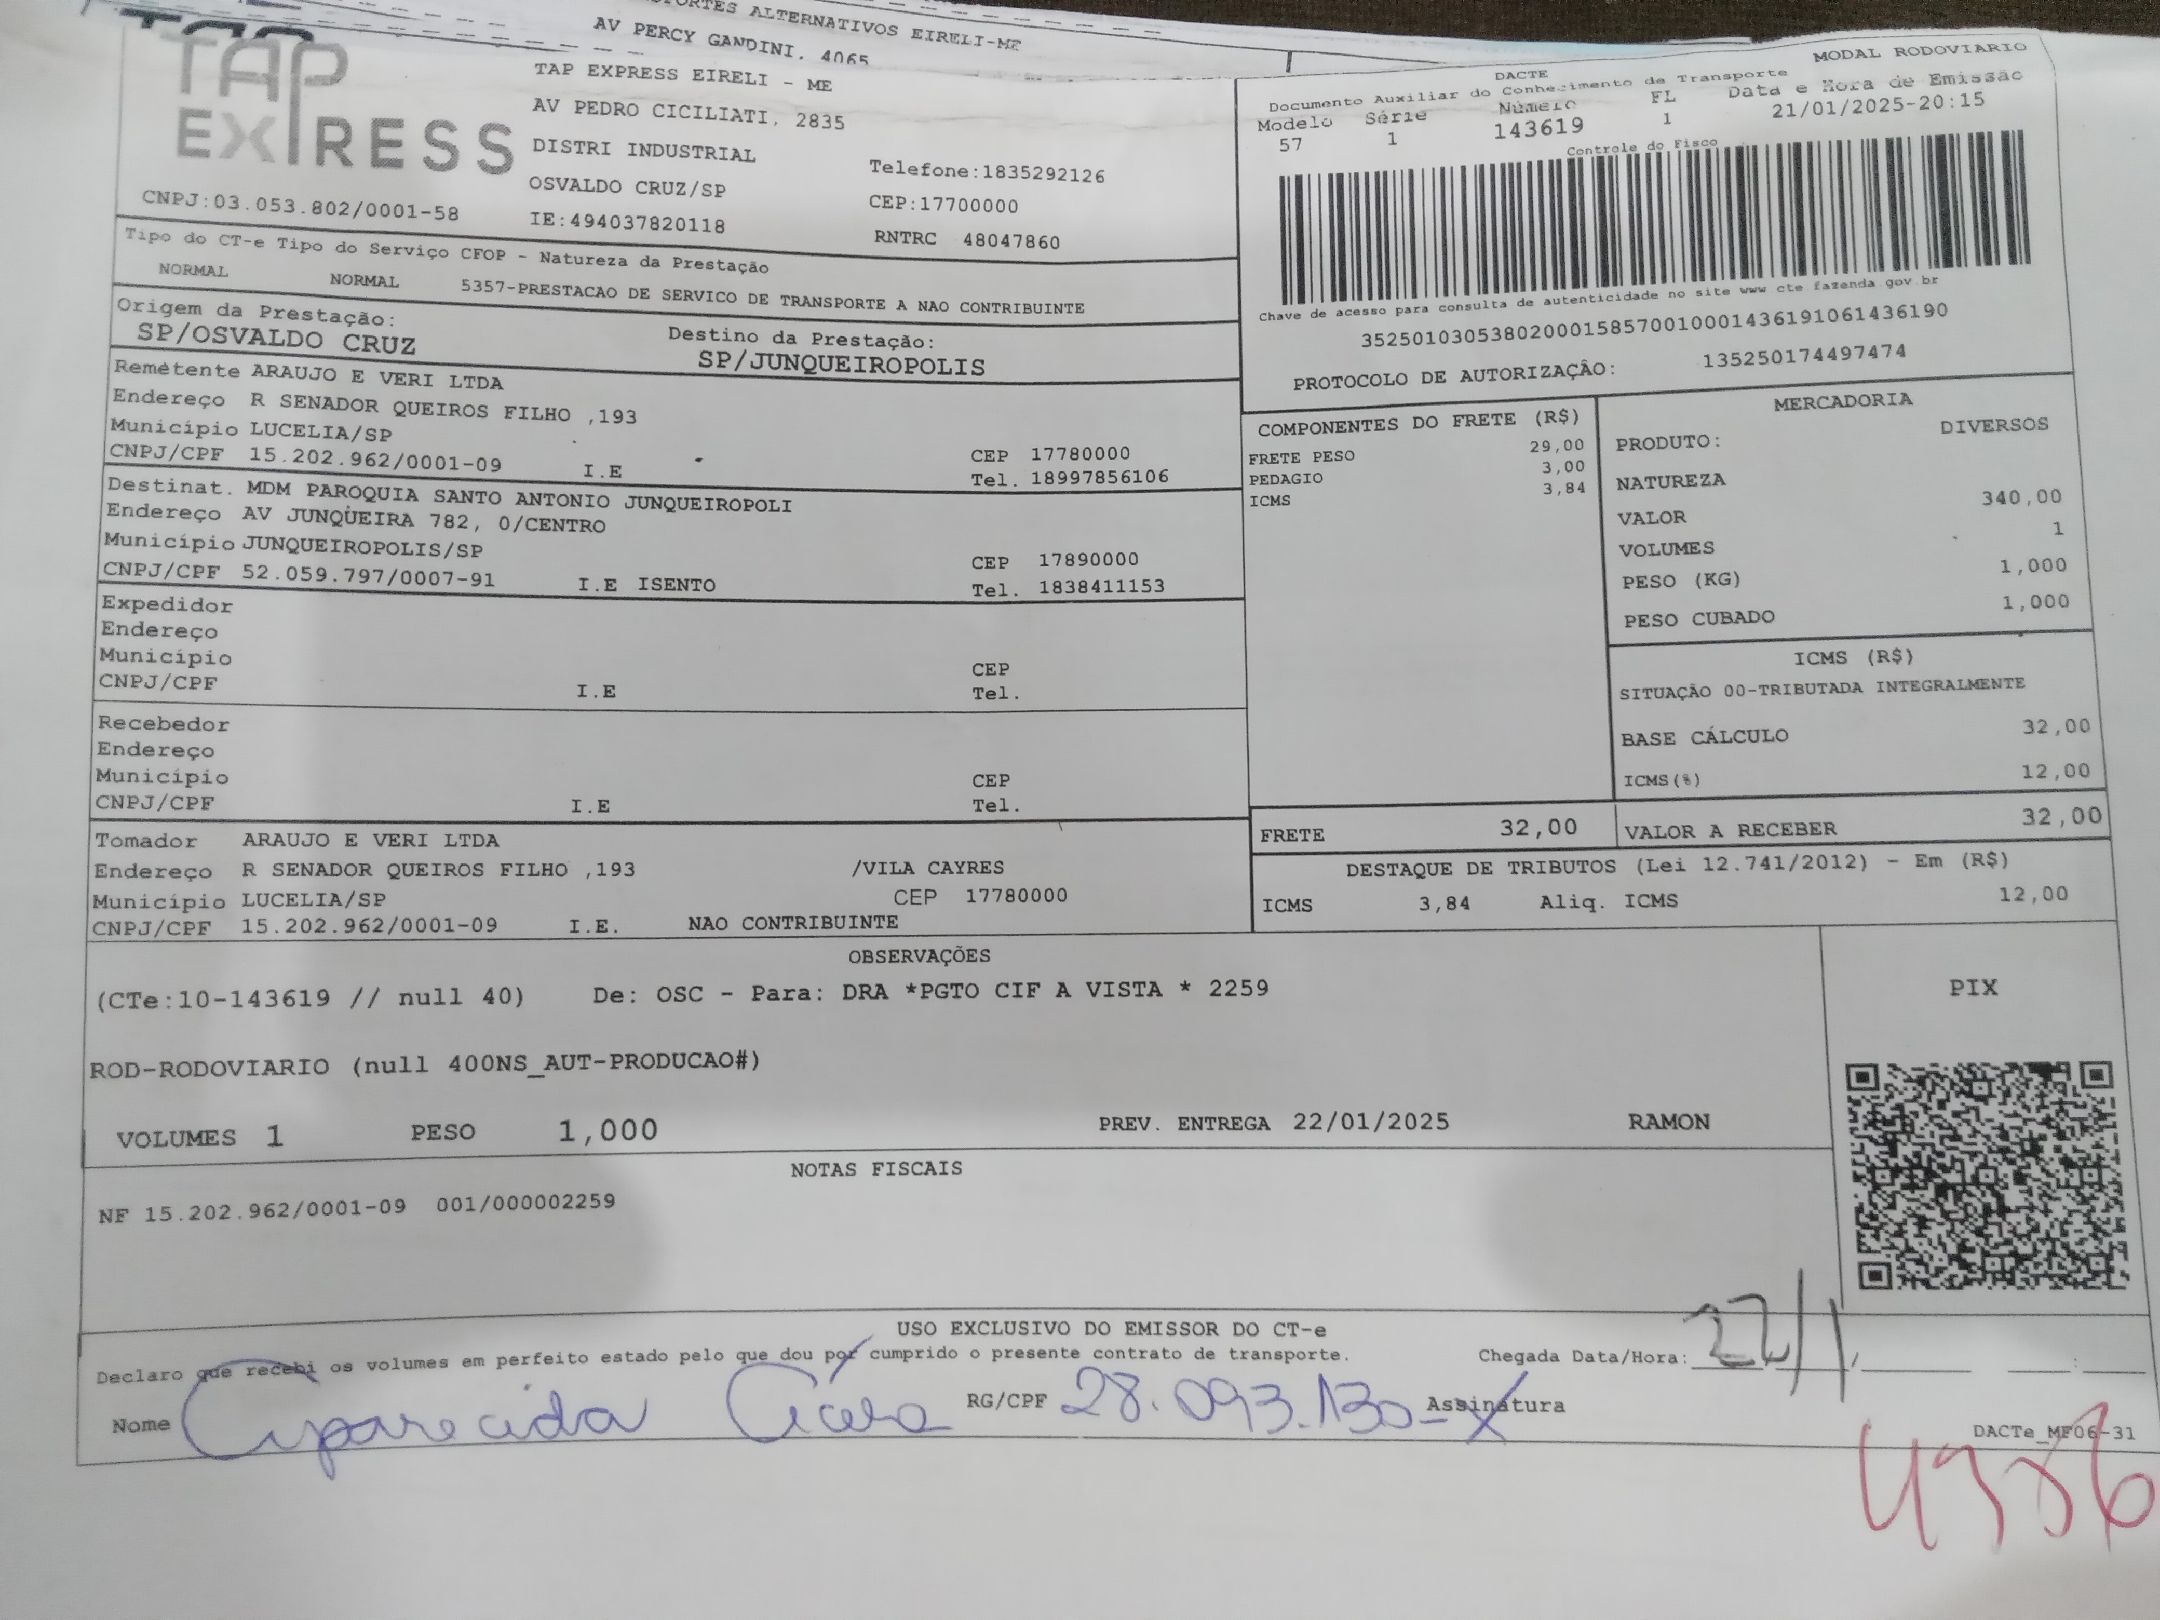 PORTES ALTERNATIVOS EIRELI-ME
AV PERCY GANDINI, 4065
TAP
EXPRESS
TAP EXPRESS EIRELI - ME
AV PEDRO CICILIATI, 2835
DISTRI INDUSTRIAL
OSVALDO CRUZ/SP
IE:494037820118
CNPJ:03.053.802/0001-58
Telefone:1835292126
CEP:17700000
RNTRC 48047860
MODAL RODOVIARIO
DACTE
Documento Auxiliar do Conhecimento de Transporte
Modelo Série Número FL Data e Hora de Emissão
57 1 143619 1 21/01/2025-20:15
Controle do Fisco
Chave de acesso para consulta de autenticidade no site www cte fazenda gov.br
35250103053802000158570010001436191061436190
PROTOCOLO DE AUTORIZAÇÂO: 135250174497474
Tipo do CT-e Tipo do Serviço CFOP - Natureza da Prestação
NORMAL NORMAL 5357-PRESTACAO DE SERVICO DE TRANSPORTE A NAO CONTRIBUINTE
Origem da Prestação: Destino da Prestação:
SP/OSVALDO CRUZ SP/JUNQUEIROPOLIS
Remetente ARAUJO E VERI LTDA
Endereço R SENADOR QUEIROS FILHO ,193
Município LUCELIA/SP CEP 17780000
CNPJ/CPF 15.202.962/0001-09 I.E Tel. 18997856106
Destinat. MDM PAROQUIA SANTO ANTONIO JUNQUEIROPOLI
Endereço AV JUNQUEIRA 782, 0/CENTRO
Município JUNQUEIROPOLIS/SP CEP 17890000
CNPJ/CPF 52.059.797/0007-91 I.E ISENTO Tel. 1838411153
Expedidor
Endereço
Município CEP
CNPJ/CPF I.E Tel.
Recebedor
Endereço
Município CEP
CNPJ/CPF I.E Tel.
Tomador ARAUJO E VERI LTDA
Endereço R SENADOR QUEIROS FILHO ,193 /VILA CAYRES
Município LUCELIA/SP CEP 17780000
CNPJ/CPF 15.202.962/0001-09 I.E. NAO CONTRIBUINTE
COMPONENTES DO FRETE (R$)
FRETE PESO 29,00
PEDAGIO 3,00
ICMS 3,84
MERCADORIA
PRODUTO: DIVERSOS
NATUREZA
VALOR 340,00
VOLUMES 1
PESO (KG) 1,000
PESO CUBADO 1,000
ICMS (R$)
SITUAÇÃO 00-TRIBUTADA INTEGRALMENTE
BASE CÁLCULO 32,00
ICMS(%) 12,00
FRETE 32,00 VALOR A RECEBER 32,00
DESTAQUE DE TRIBUTOS (Lei 12.741/2012) - Em (R$)
ICMS 3,84 Aliq. ICMS 12,00
OBSERVAÇÕES
(CTe:10-143619 // null 40) De: OSC - Para: DRA *PGTO CIF A VISTA * 2259
ROD-RODOVIARIO (null 400NS_AUT-PRODUCAO#)
VOLUMES 1 PESO 1,000 PREV. ENTREGA 22/01/2025 RAMON
PIX
NOTAS FISCAIS
NF 15.202.962/0001-09 001/000002259
USO EXCLUSIVO DO EMISSOR DO CT-e
Declaro que recebi os volumes em perfeito estado pelo que dou por cumprido o presente contrato de transporte. Chegada Data/Hora: 22/1
Nome Aparecida RG/CPF 28.093.130-X Assinatura
DACTe_MF06-31